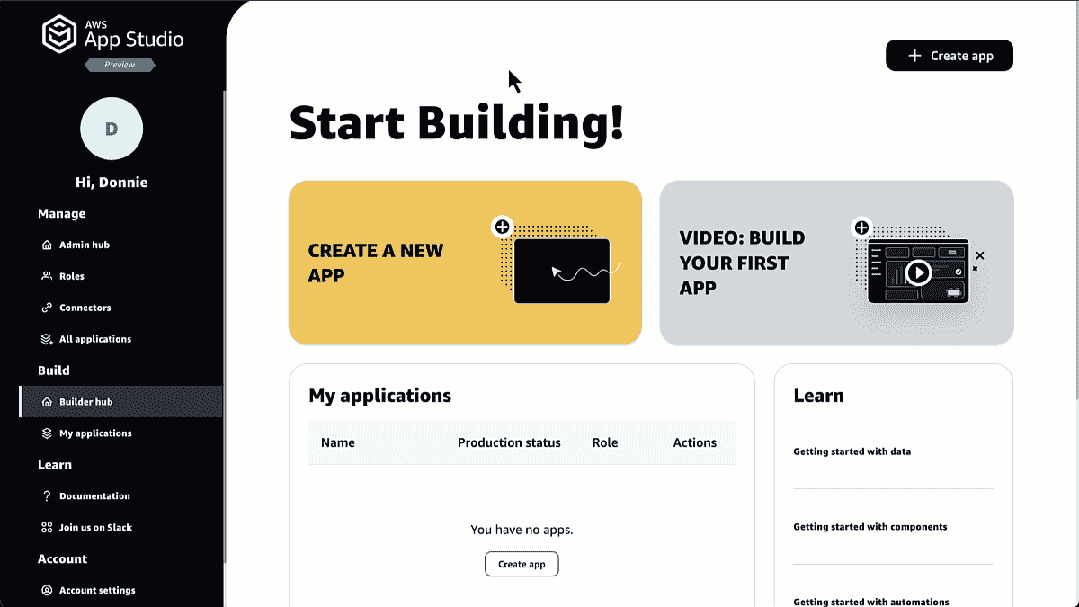 AWS
App Studio
Preview
D
Hi, Donnie
Manage
Admin hub
Roles
Connectors
All applications
Build
Builder hub
My applications
Learn
Documentation
Join us on Slack
Account
Account settings
Create app
Start Building!
CREATE A NEW
APP
VIDEO: BUILD
YOUR FIRST
APP
My applications
Name Production status Role Actions
You have no apps.
Create app
Learn
Getting started with data
Getting started with components
Getting started with automations